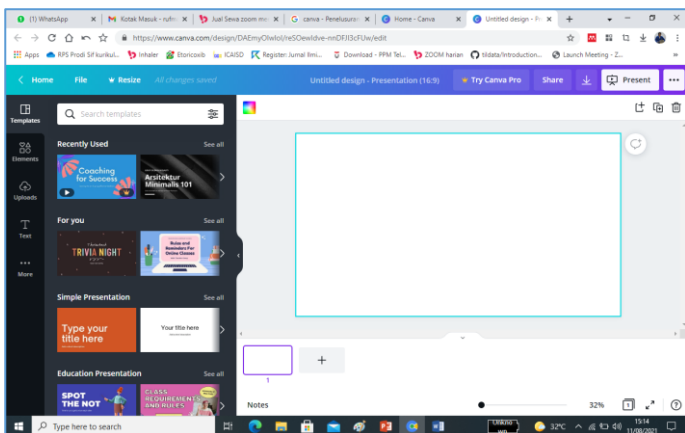 (1) WhatsApp
Kotak Masuk - rufin
Jual Sewa zoom me
canva - Penelusuran
Home - Canva
Untitled design - Pr
https://www.canva.com/design/
/edit
Apps
RPS Prodi Sif kurikul...
Inhaler
Etoricoxib
ICAISD
Register: Jurnal Ilmi...
Download - PPM Tel...
ZOOM harian
tildata/Introduction...
Launch Meeting - Z...
Home
File
Resize
All changes saved
Untitled design - Presentation (16:9)
Try Canva Pro
Share
Present
Templates
Elements
Uploads
Text
More
Search templates
Recently Used
See all
Coaching
for Success
Arsitektur
Minimalis 101
For you
See all
TRIVIA NIGHT
Rules and
Reminders For
Online Classes
Simple Presentation
See all
Type your
title here
Your title here
Education Presentation
See all
SPOT
THE NOT
CLASS
REQUIREMENTS
AND RULES
1
Notes
32%
1
Type here to search
32°C
15:14
11/08/2021